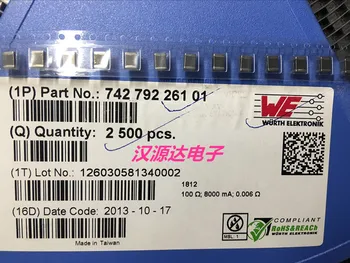 (1P) Part No.: 742 792 261 01
WE
WÜRTH ELEKTRONIK
(Q) Quantity: 2 500 pcs.
汉源达电子
(1T) Lot No.: 126030581340002
1812
100 Ω; 8000 mA; 0.006 Ω
(16D) Date Code: 2013 - 10 - 17
Made in Taiwan
MSL: 1
COMPLIANT
RoHS&REACh
WÜRTH ELEKTRONIK